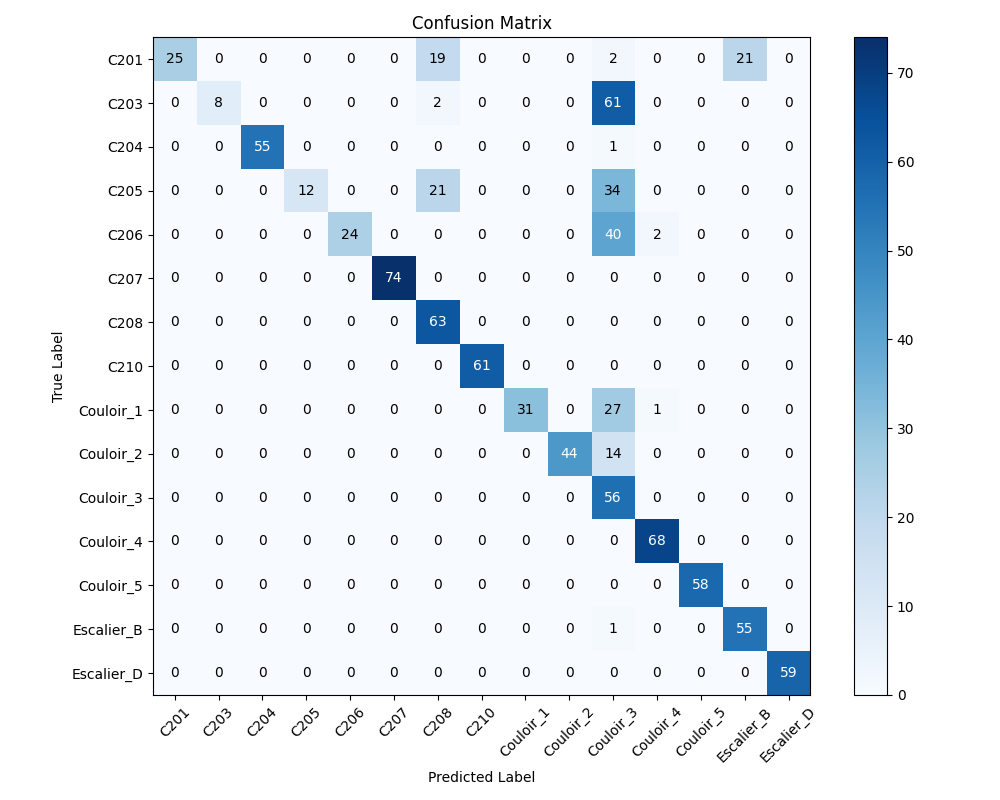 Confusion Matrix
C201 25 0 0 0 0 0 19 0 0 0 2 0 0 21 0
C203 0 8 0 0 0 0 2 0 0 0 61 0 0 0 0
C204 0 0 55 0 0 0 0 0 0 0 1 0 0 0 0
C205 0 0 0 12 0 0 21 0 0 0 34 0 0 0 0
C206 0 0 0 0 24 0 0 0 0 0 40 2 0 0 0
C207 0 0 0 0 0 74 0 0 0 0 0 0 0 0 0
C208 0 0 0 0 0 0 63 0 0 0 0 0 0 0 0
C210 0 0 0 0 0 0 0 61 0 0 0 0 0 0 0
Couloir_1 0 0 0 0 0 0 0 0 31 0 27 1 0 0 0
Couloir_2 0 0 0 0 0 0 0 0 0 44 14 0 0 0 0
Couloir_3 0 0 0 0 0 0 0 0 0 0 56 0 0 0 0
Couloir_4 0 0 0 0 0 0 0 0 0 0 0 68 0 0 0
Couloir_5 0 0 0 0 0 0 0 0 0 0 0 0 58 0 0
Escalier_B 0 0 0 0 0 0 0 0 0 0 1 0 0 55 0
Escalier_D 0 0 0 0 0 0 0 0 0 0 0 0 0 0 59
C201 C203 C204 C205 C206 C207 C208 C210 Couloir_1 Couloir_2 Couloir_3 Couloir_4 Couloir_5 Escalier_B Escalier_D
Predicted Label
True Label
70
60
50
40
30
20
10
0